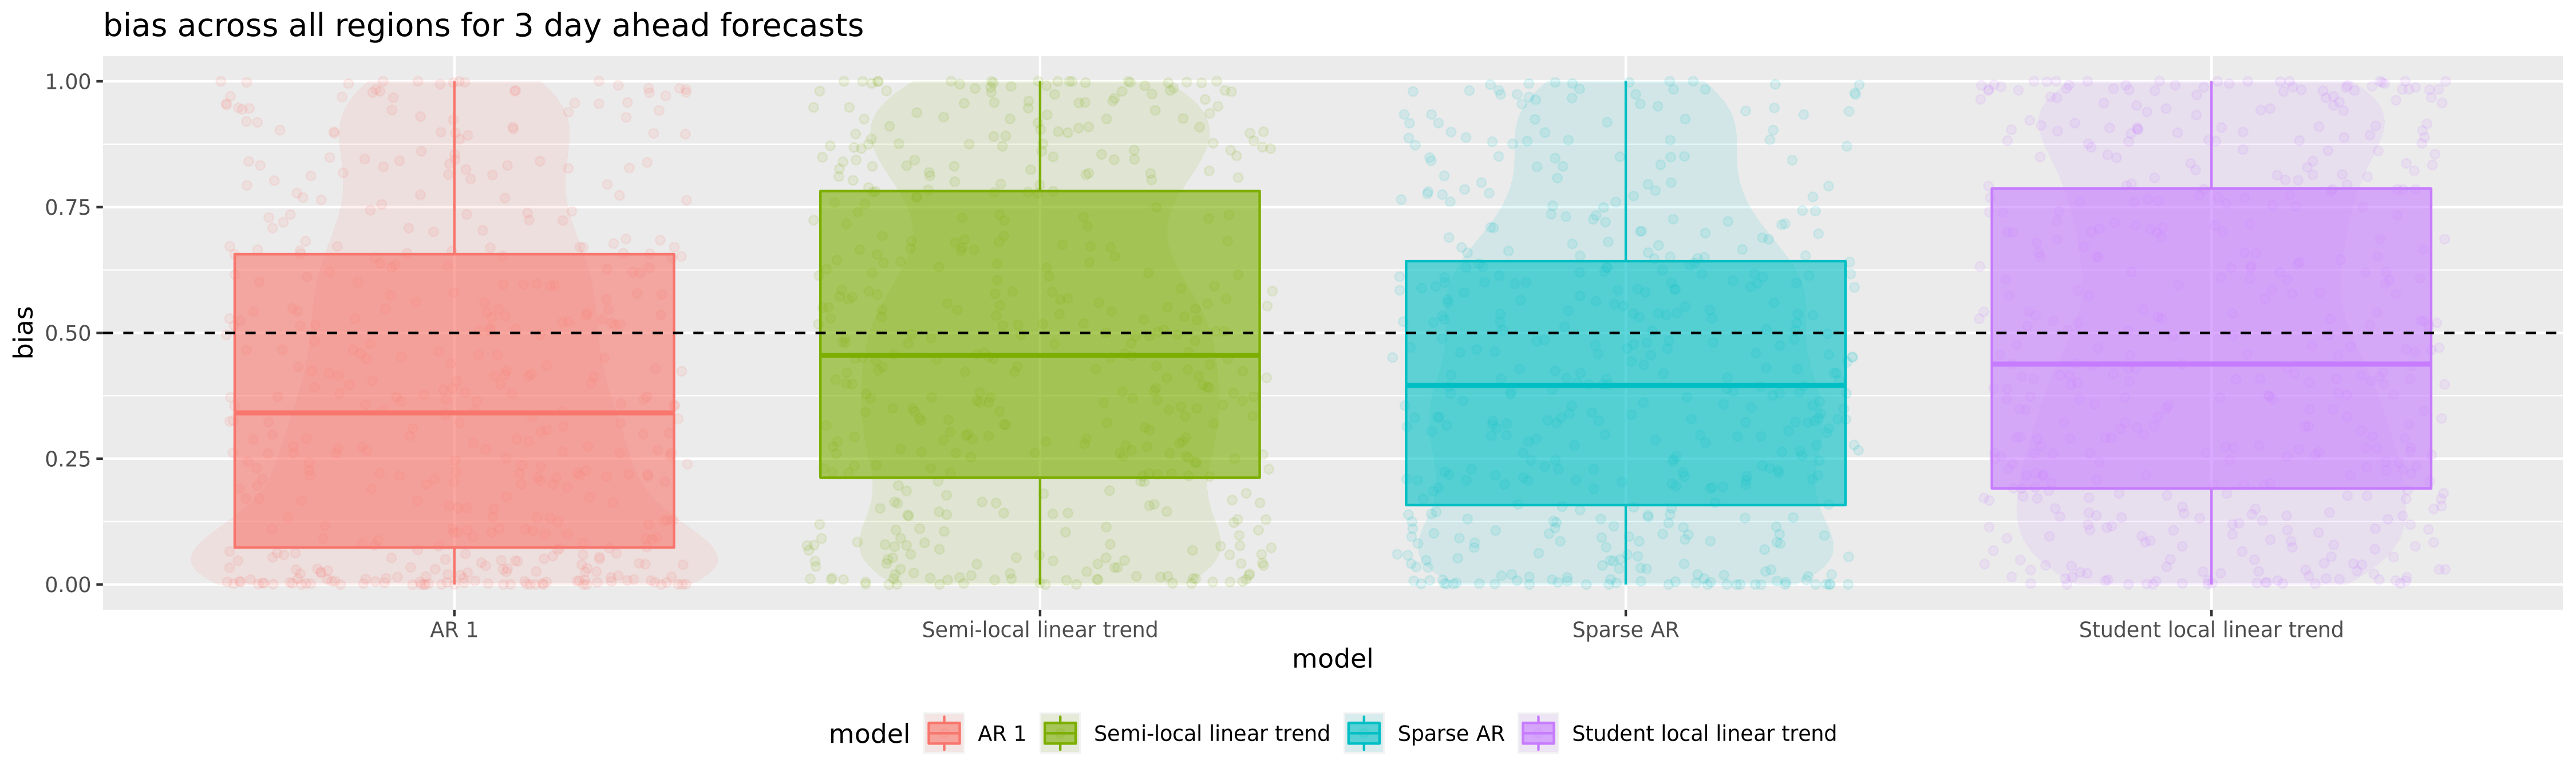 bias across all regions for 3 day ahead forecasts
1.00
0.75
0.50
0.25
0.00
bias
AR 1 Semi-local linear trend Sparse AR Student local linear trend
model
model AR 1 Semi-local linear trend Sparse AR Student local linear trend